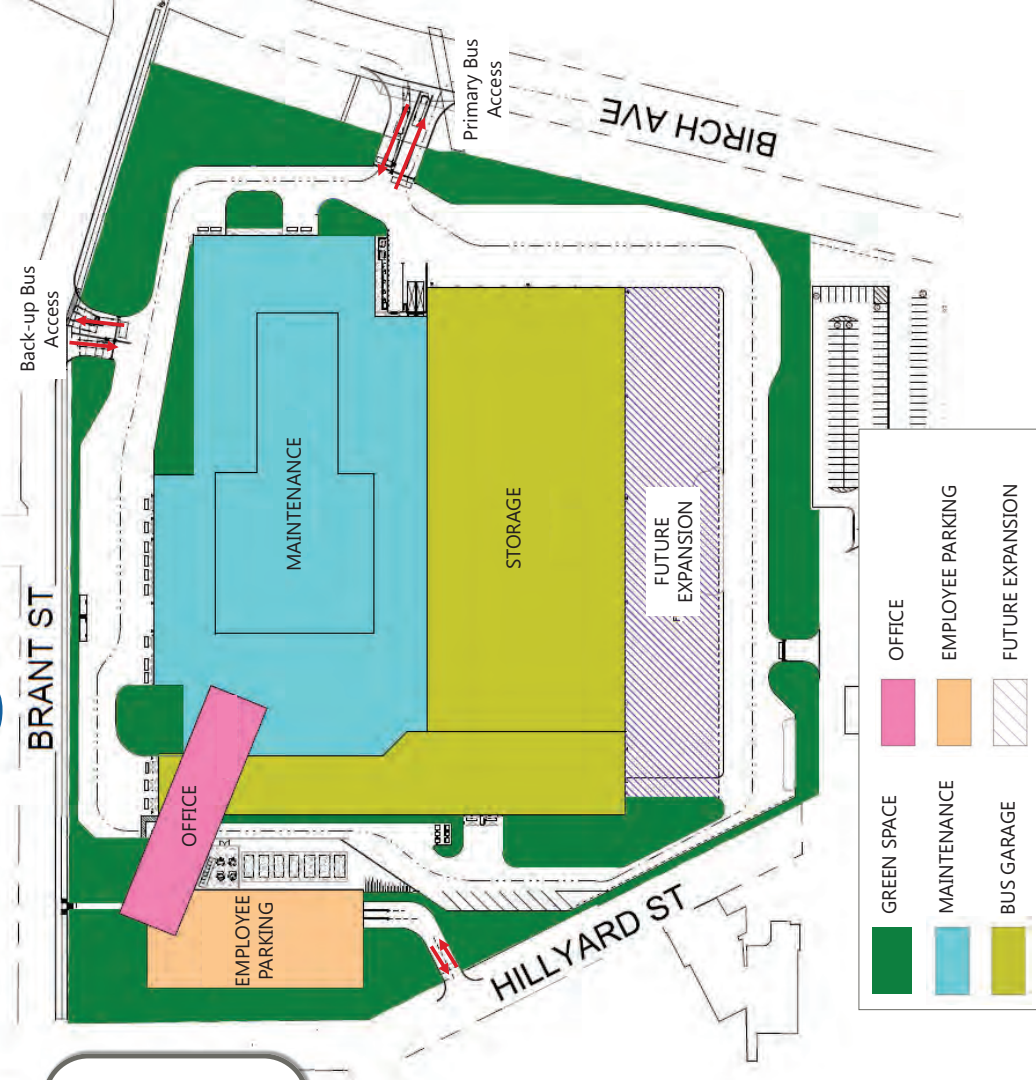 BRANT ST
Back-up Bus
Access
Primary Bus
Access
BIRCH AVE
MAINTENANCE
STORAGE
FUTURE
EXPANSION
OFFICE
EMPLOYEE
PARKING
HILLYARD ST
GREEN SPACE
MAINTENANCE
BUS GARAGE
OFFICE
EMPLOYEE PARKING
FUTURE EXPANSION